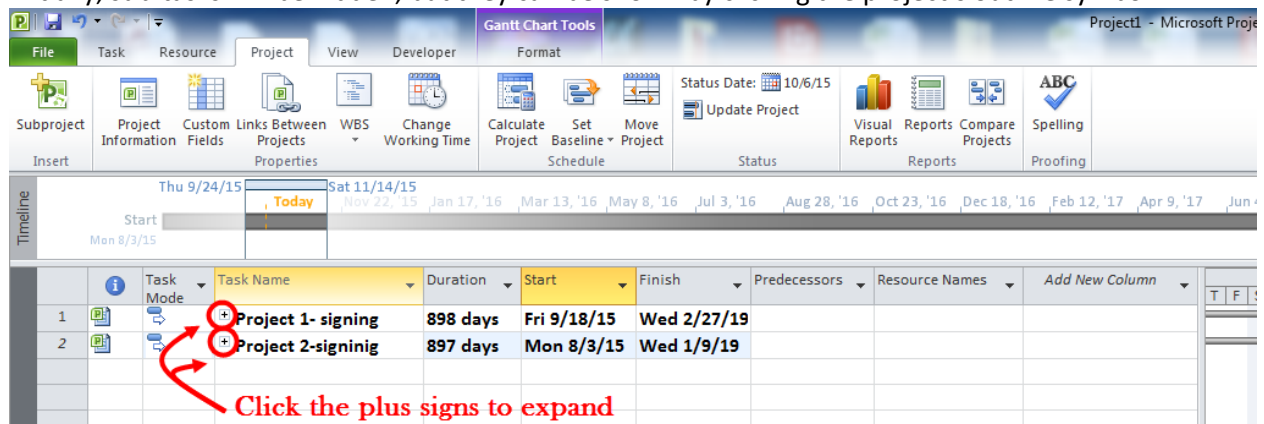 Gantt Chart Tools Project1 - Microsoft Proje
File Task Resource Project View Developer Format
Subproject Project Information Custom Fields Links Between Projects WBS Change Working Time Calculate Project Set Baseline Move Project Status Date: 10/6/15 Update Project Visual Reports Reports Compare Projects ABC Spelling
Insert Properties Schedule Status Reports Proofing
Timeline
Thu 9/24/15 Sat 11/14/15
Today Nov 22, '15 Jan 17, '16 Mar 13, '16 May 8, '16 Jul 3, '16 Aug 28, '16 Oct 23, '16 Dec 18, '16 Feb 12, '17 Apr 9, '17 Jun
Start
Mon 8/3/15
Task Mode Task Name Duration Start Finish Predecessors Resource Names Add New Column
T F S
1 Project 1- signing 898 days Fri 9/18/15 Wed 2/27/19
2 Project 2-signinig 897 days Mon 8/3/15 Wed 1/9/19
Click the plus signs to expand